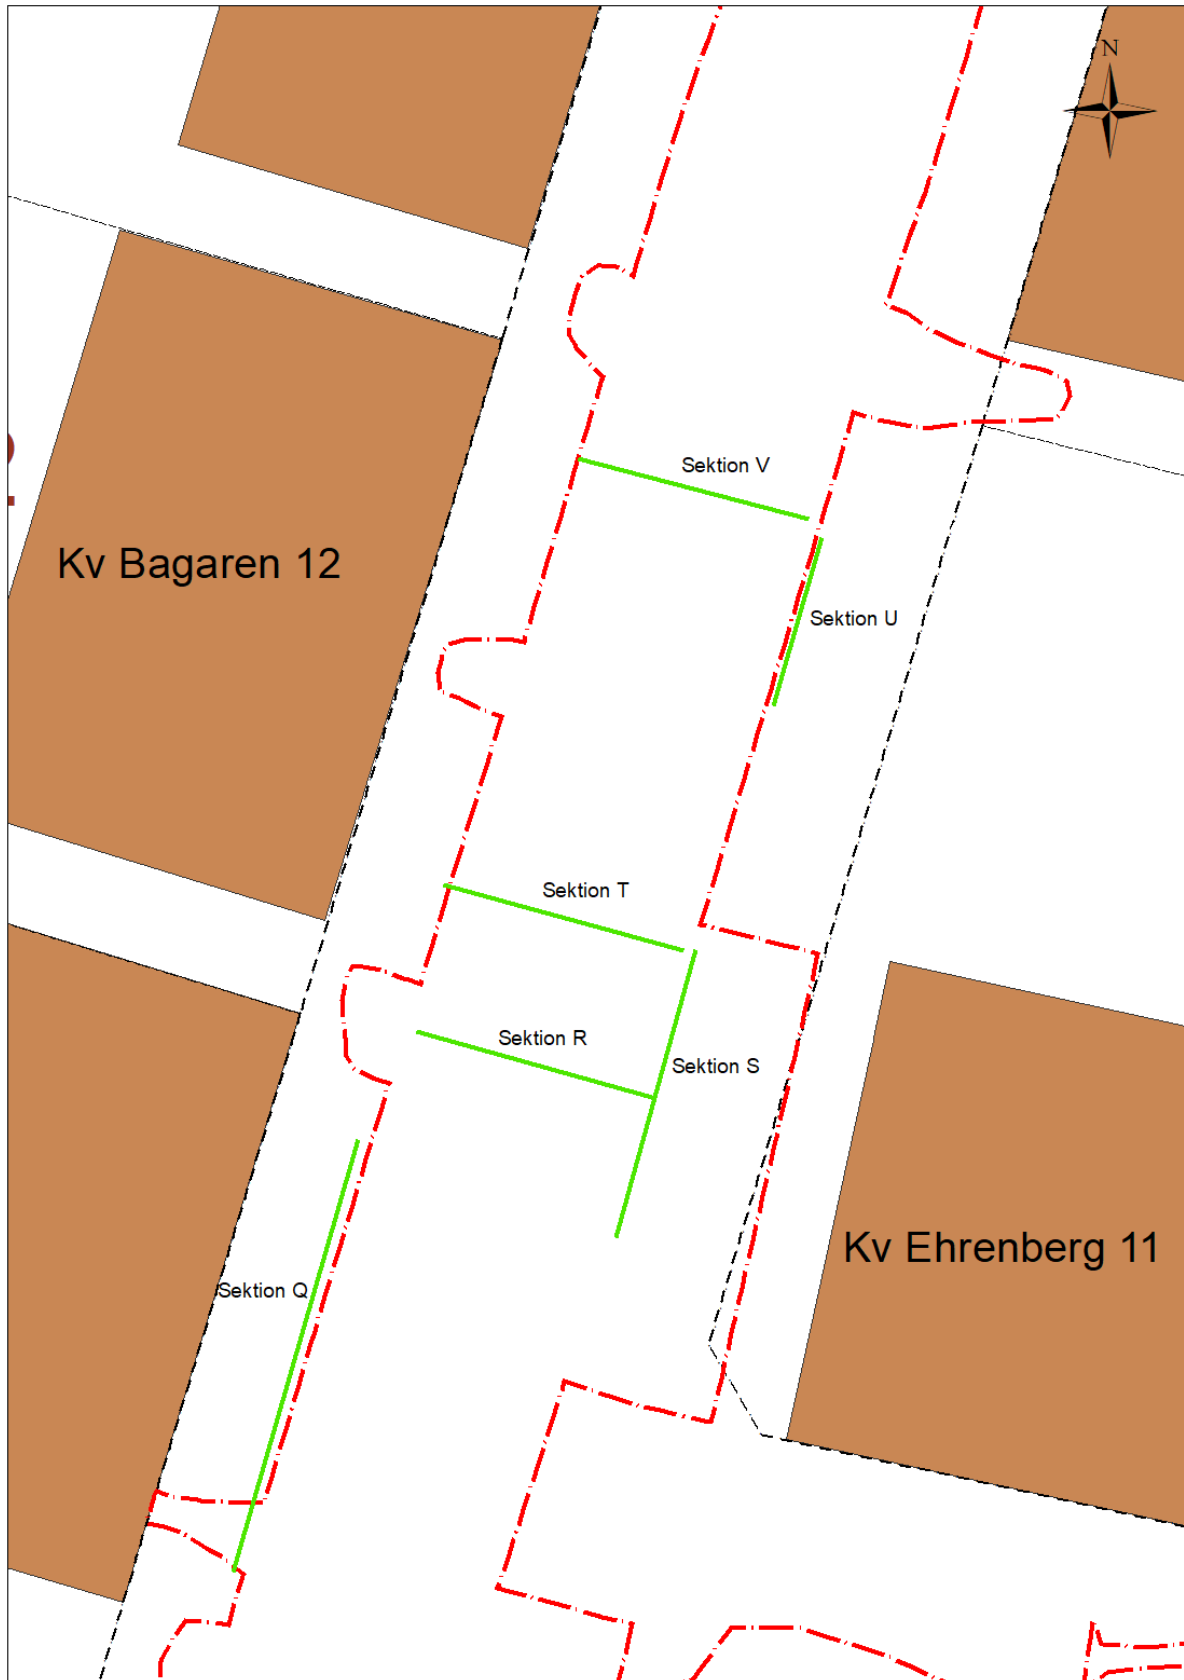 N
Sektion V
Kv Bagaren 12
Sektion U
Sektion T
Sektion R
Sektion S
Kv Ehrenberg 11
Sektion Q